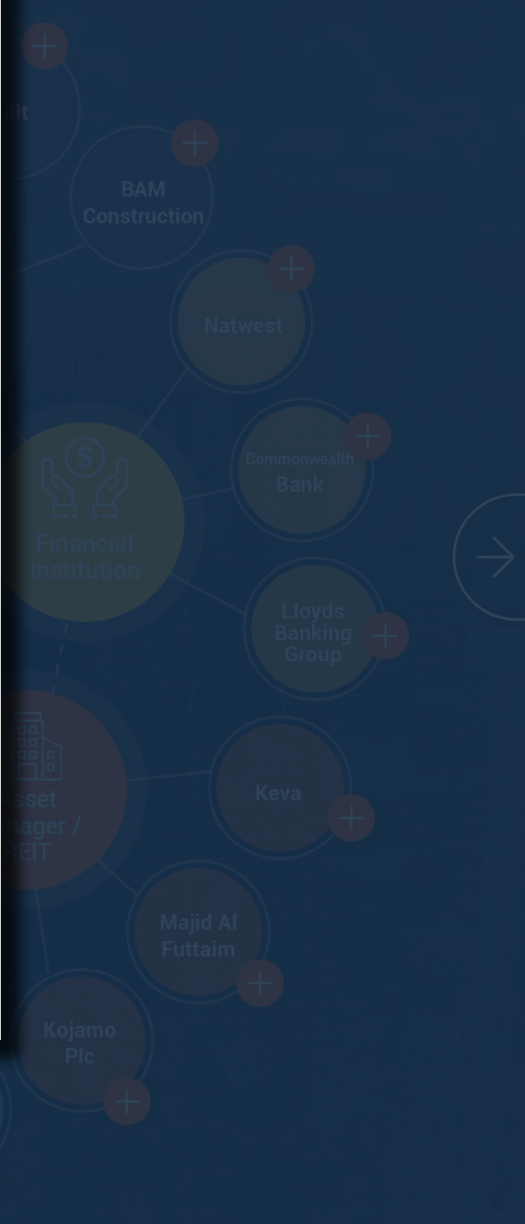 BAM
Construction
Natwest
Commonwealth
Bank
$
Financial
Institution
Lloyds
Banking
Group
Keva
Majid Al
Futtaim
Kojamo
Plc